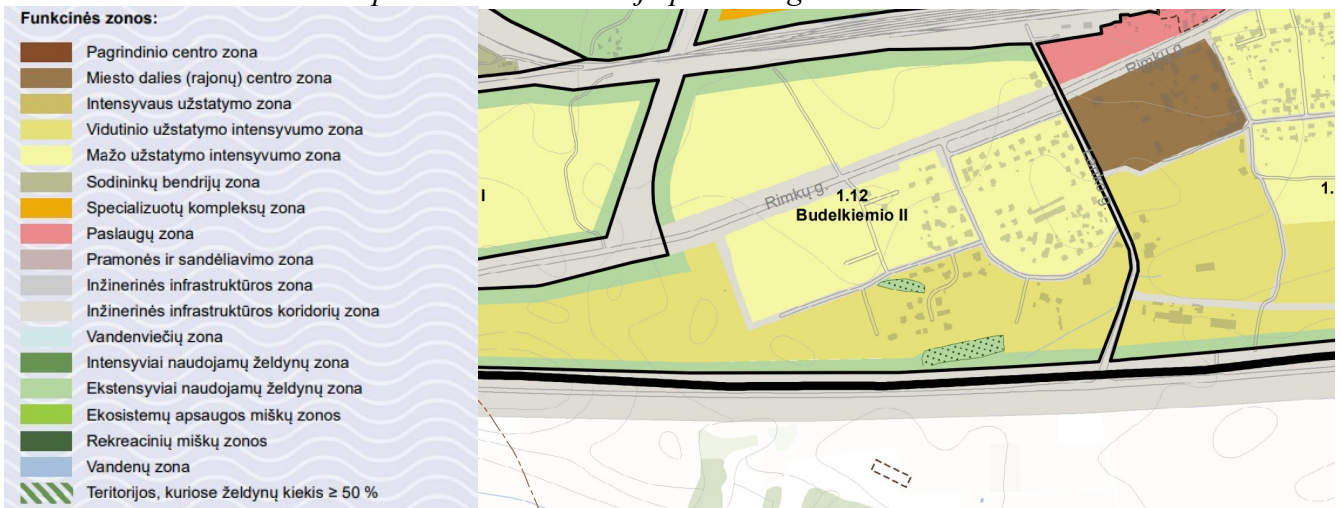 Funkcinės zonos:
Pagrindinio centro zona
Miesto dalies (rajonų) centro zona
Intensyvaus užstatymo zona
Vidutinio užstatymo intensyvumo zona
Mažo užstatymo intensyvumo zona
Sodininkų bendrijų zona
Specializuotų kompleksų zona
Paslaugų zona
Pramonės ir sandėliavimo zona
Inžinerinės infrastruktūros zona
Inžinerinės infrastruktūros koridorių zona
Vandenviečių zona
Intensyviai naudojamų želdynų zona
Ekstensyviai naudojamų želdynų zona
Ekosistemų apsaugos miškų zonos
Rekreacinių miškų zonos
Vandenų zona
Teritorijos, kuriose želdynų kiekis ≥ 50 %
Rimkų g.
I
Rimkų g.
1.12
Budelkiemio II
1.